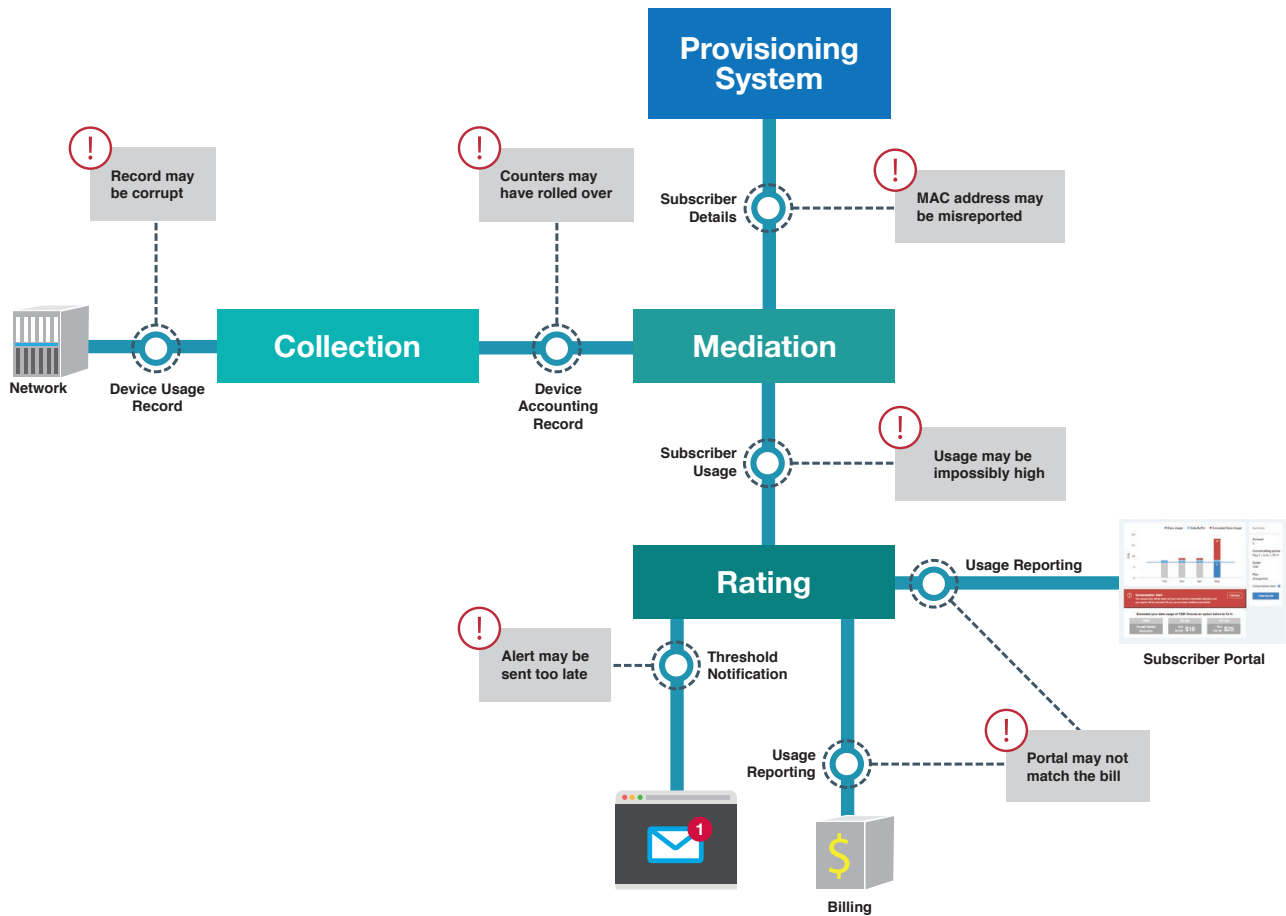 Provisioning
System
Record may
be corrupt
Counters may
have rolled over
Subscriber
Details
MAC address may
be misreported
Collection
Mediation
Network
Device Usage
Record
Device
Accounting
Record
Subscriber
Usage
Usage may be
impossibly high
Rating
Usage Reporting
Subscriber Portal
Alert may be
sent too late
Threshold
Notification
Usage
Reporting
Portal may not
match the bill
1
$
Billing